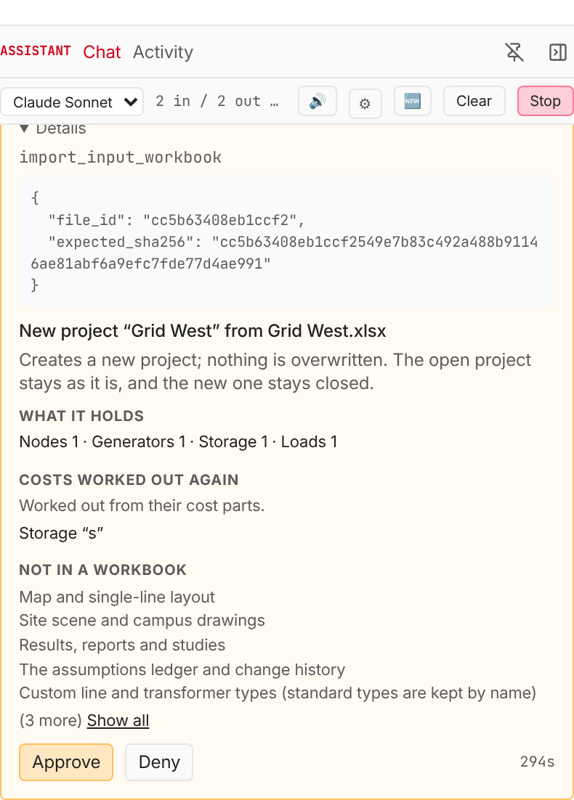 ASSISTANT Chat Activity
Claude Sonnet 2 in / 2 out … NEW Clear Stop
▼ Details
import_input_workbook
{
"file_id": "cc5b63408eb1ccf2",
"expected_sha256": "cc5b63408eb1ccf2549e7b83c492a488b9114
6ae81abf6a9efc7fde77d4ae991"
}
New project “Grid West” from Grid West.xlsx
Creates a new project; nothing is overwritten. The open project
stays as it is, and the new one stays closed.
WHAT IT HOLDS
Nodes 1 · Generators 1 · Storage 1 · Loads 1
COSTS WORKED OUT AGAIN
Worked out from their cost parts.
Storage “s”
NOT IN A WORKBOOK
Map and single-line layout
Site scene and campus drawings
Results, reports and studies
The assumptions ledger and change history
Custom line and transformer types (standard types are kept by name)
(3 more) Show all
Approve Deny 294s